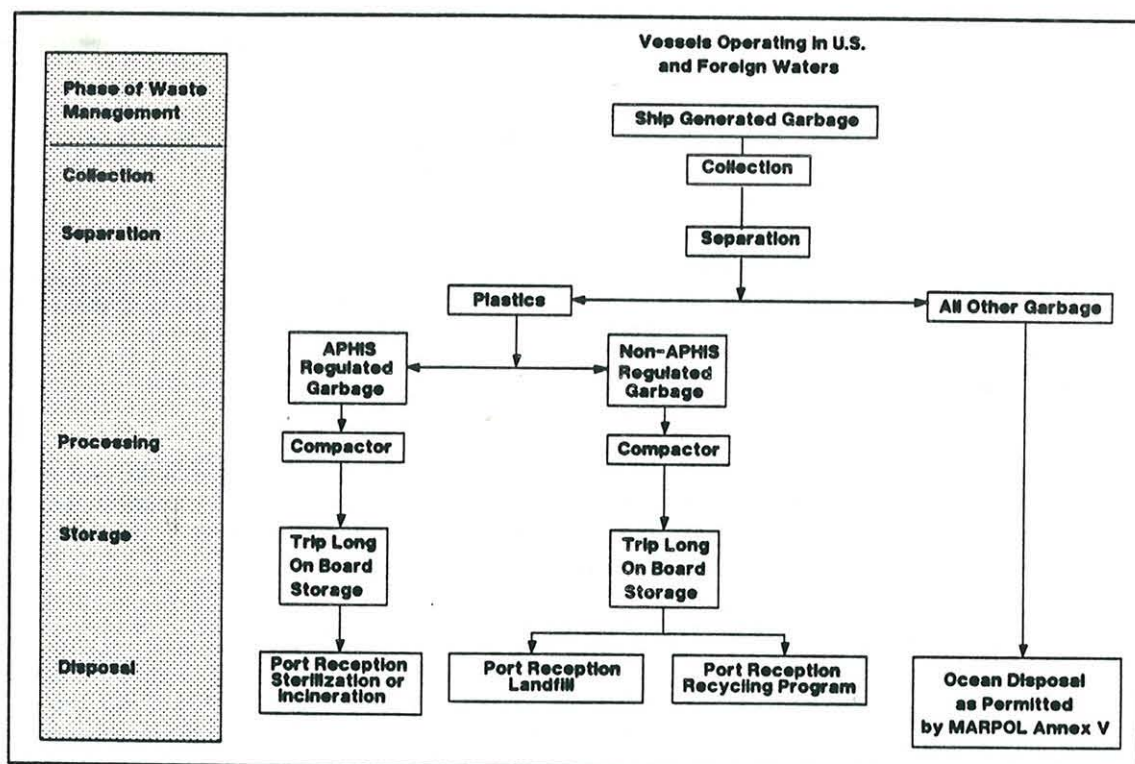 Vessels Operating in U.S.
and Foreign Waters
Phase of Waste
Management
Ship Generated Garbage
Collection
Collection
Separation
Separation
Plastics
All Other Garbage
APHIS
Regulated
Garbage
Non-APHIS
Regulated
Garbage
Processing
Compactor
Compactor
Storage
Trip Long
On Board
Storage
Trip Long
On Board
Storage
Disposal
Port Reception
Sterilization or
Incineration
Port Reception
Landfill
Port Reception
Recycling Program
Ocean Disposal
as Permitted
by MARPOL Annex V